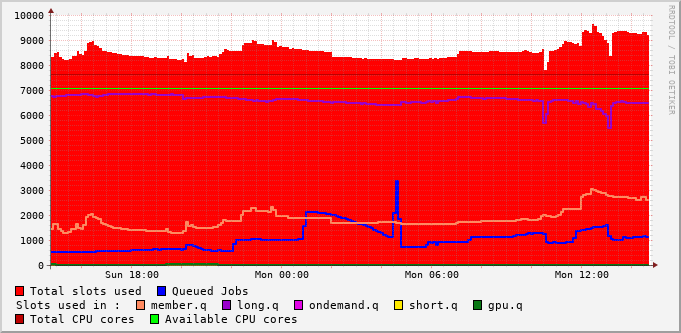 10000
9000
8000
7000
6000
5000
4000
3000
2000
1000
0
Sun 18:00 Mon 00:00 Mon 06:00 Mon 12:00
Total slots used Queued Jobs
Slots used in : member.q long.q ondemand.q short.q gpu.q
Total CPU cores Available CPU cores
RRDTOOL / TOBI OETIKER